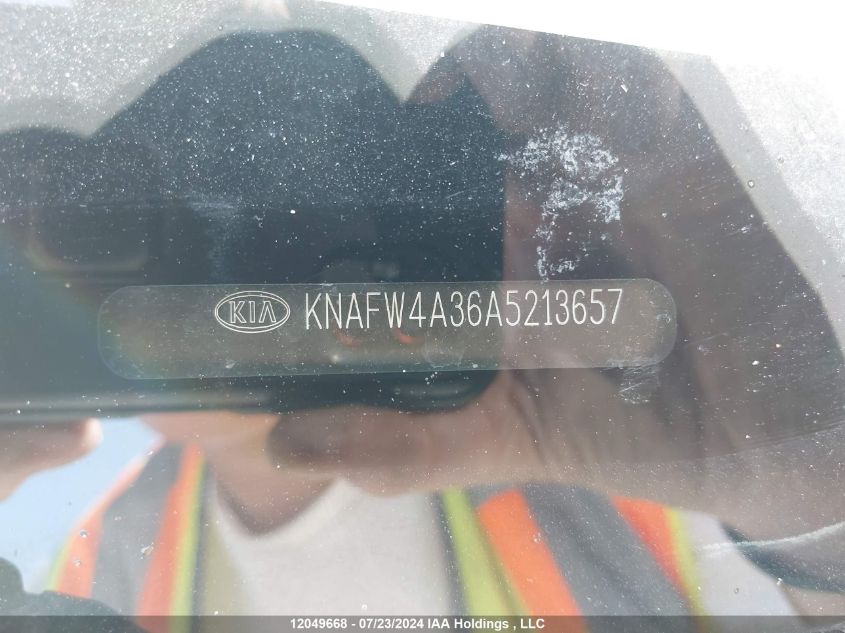 KIA KNAFW4A36A5213657
12049668 - 07/23/2024 IAA Holdings , LLC